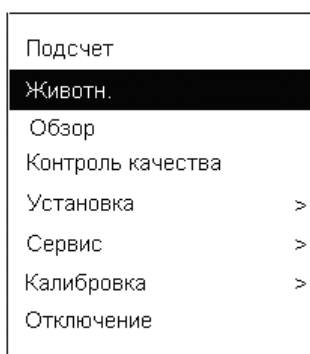 Подсчет
Животн.
Обзор
Контроль качества
Установка >
Сервис >
Калибровка >
Отключение